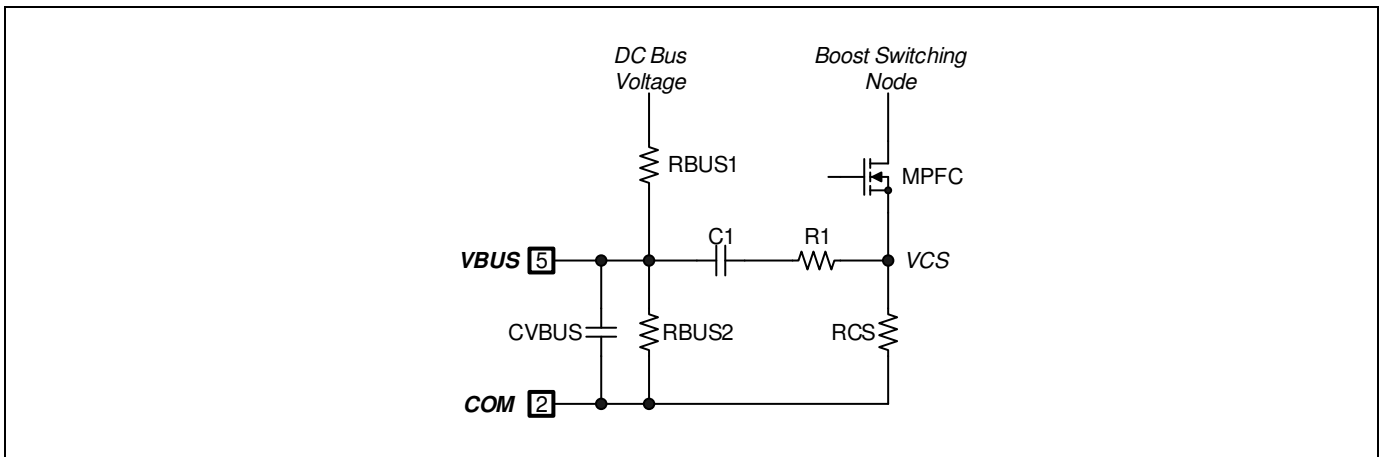 DC Bus
Voltage
Boost Switching
Node
RBUS1
MPFC
C1
R1
VBUS 5
VCS
CVBUS
RBUS2
RCS
COM 2